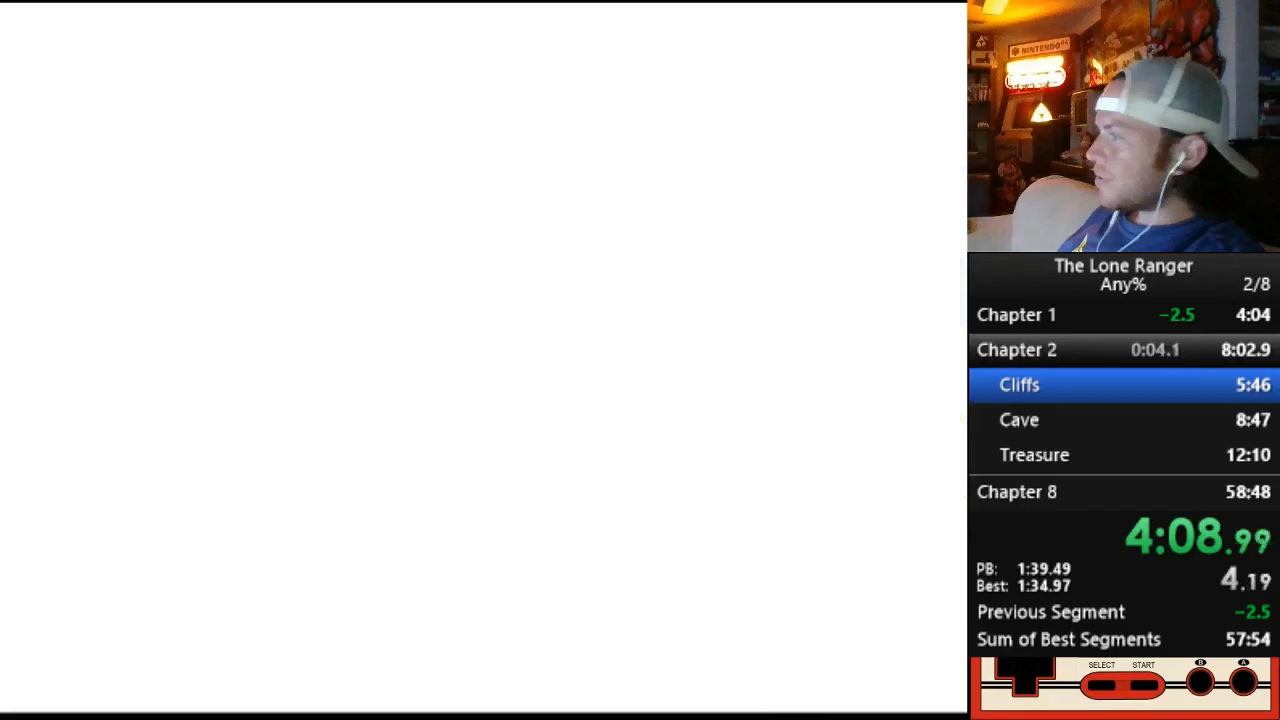 NINTENDO
The Lone Ranger
Any% 2/8
Chapter 1 -2.5 4:04
Chapter 2 0:04.1 8:02.9
Cliffs 5:46
Cave 8:47
Treasure 12:10
Chapter 8 58:48
4:08.99
PB: 1:39.49
Best: 1:34.97
4.19
Previous Segment -2.5
Sum of Best Segments 57:54
SELECT START B A